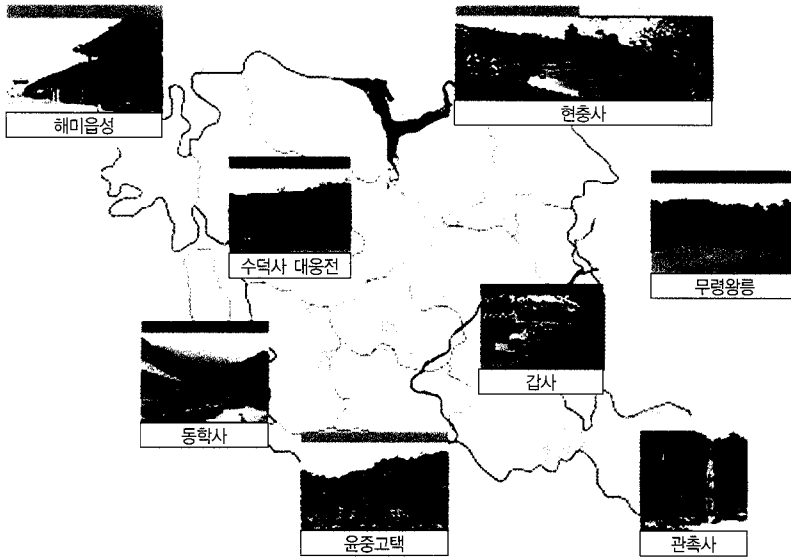 해미읍성
현충사
수덕사 대웅전
무령왕릉
갑사
동학사
윤중고택
관촉사